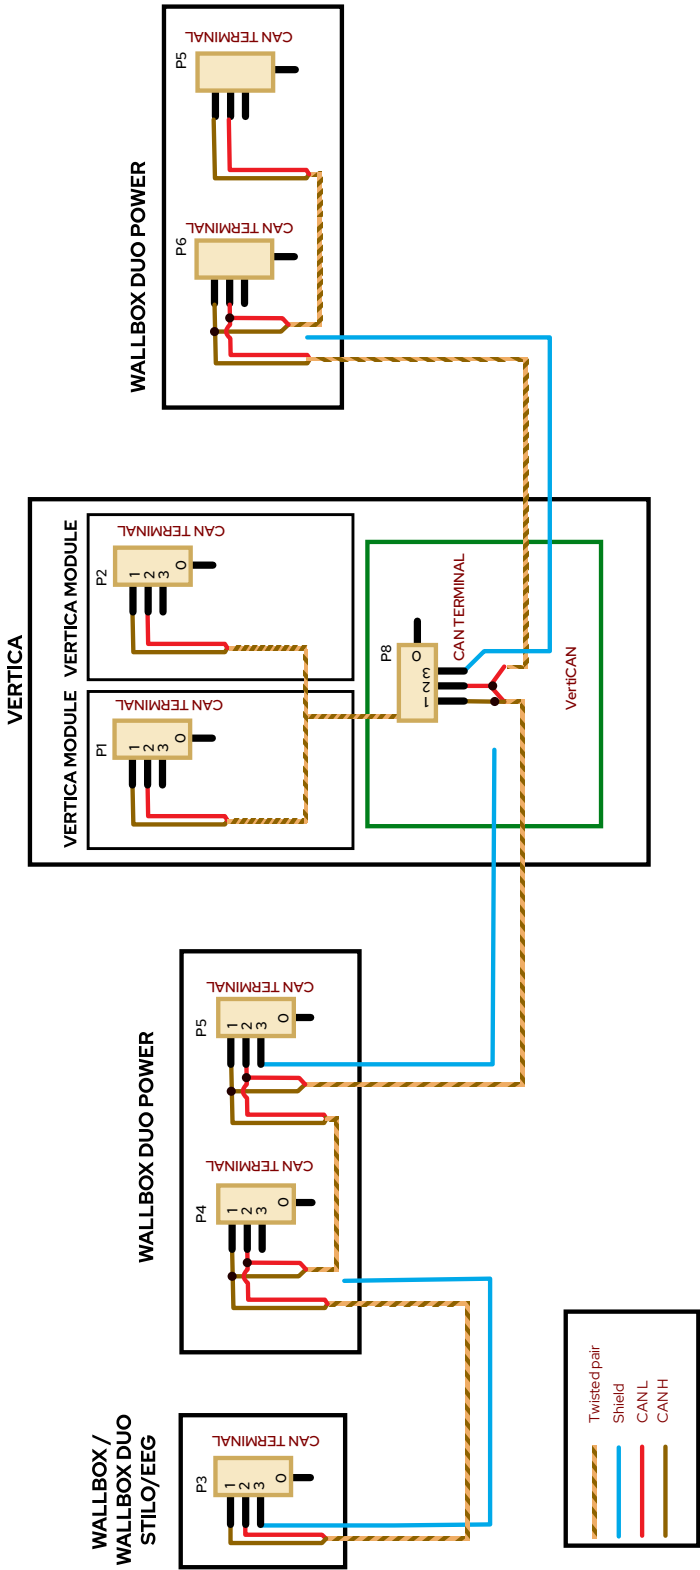 CAN TERMINAL
P5
WALLBOX DUO POWER
CAN TERMINAL
P6
VERTICA
VERTICA MODULE
CAN TERMINAL
P2
1
2
3
0
VERTICA MODULE
CAN TERMINAL
P1
1
2
3
0
P8
CAN TERMINAL
0
3
2
1
VertiCAN
WALLBOX DUO POWER
CAN TERMINAL
P5
1
2
3
0
CAN TERMINAL
P4
1
2
3
0
WALLBOX /
WALLBOX DUO
STILO/EEG
CAN TERMINAL
P3
1
2
3
0
Twisted pair
Shield
CAN L
CAN H